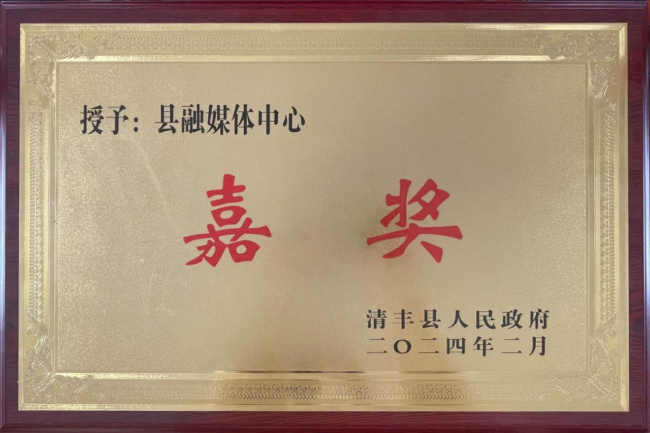 授予：县融媒体中心
嘉 奖
清丰县人民政府
二〇二四年二月